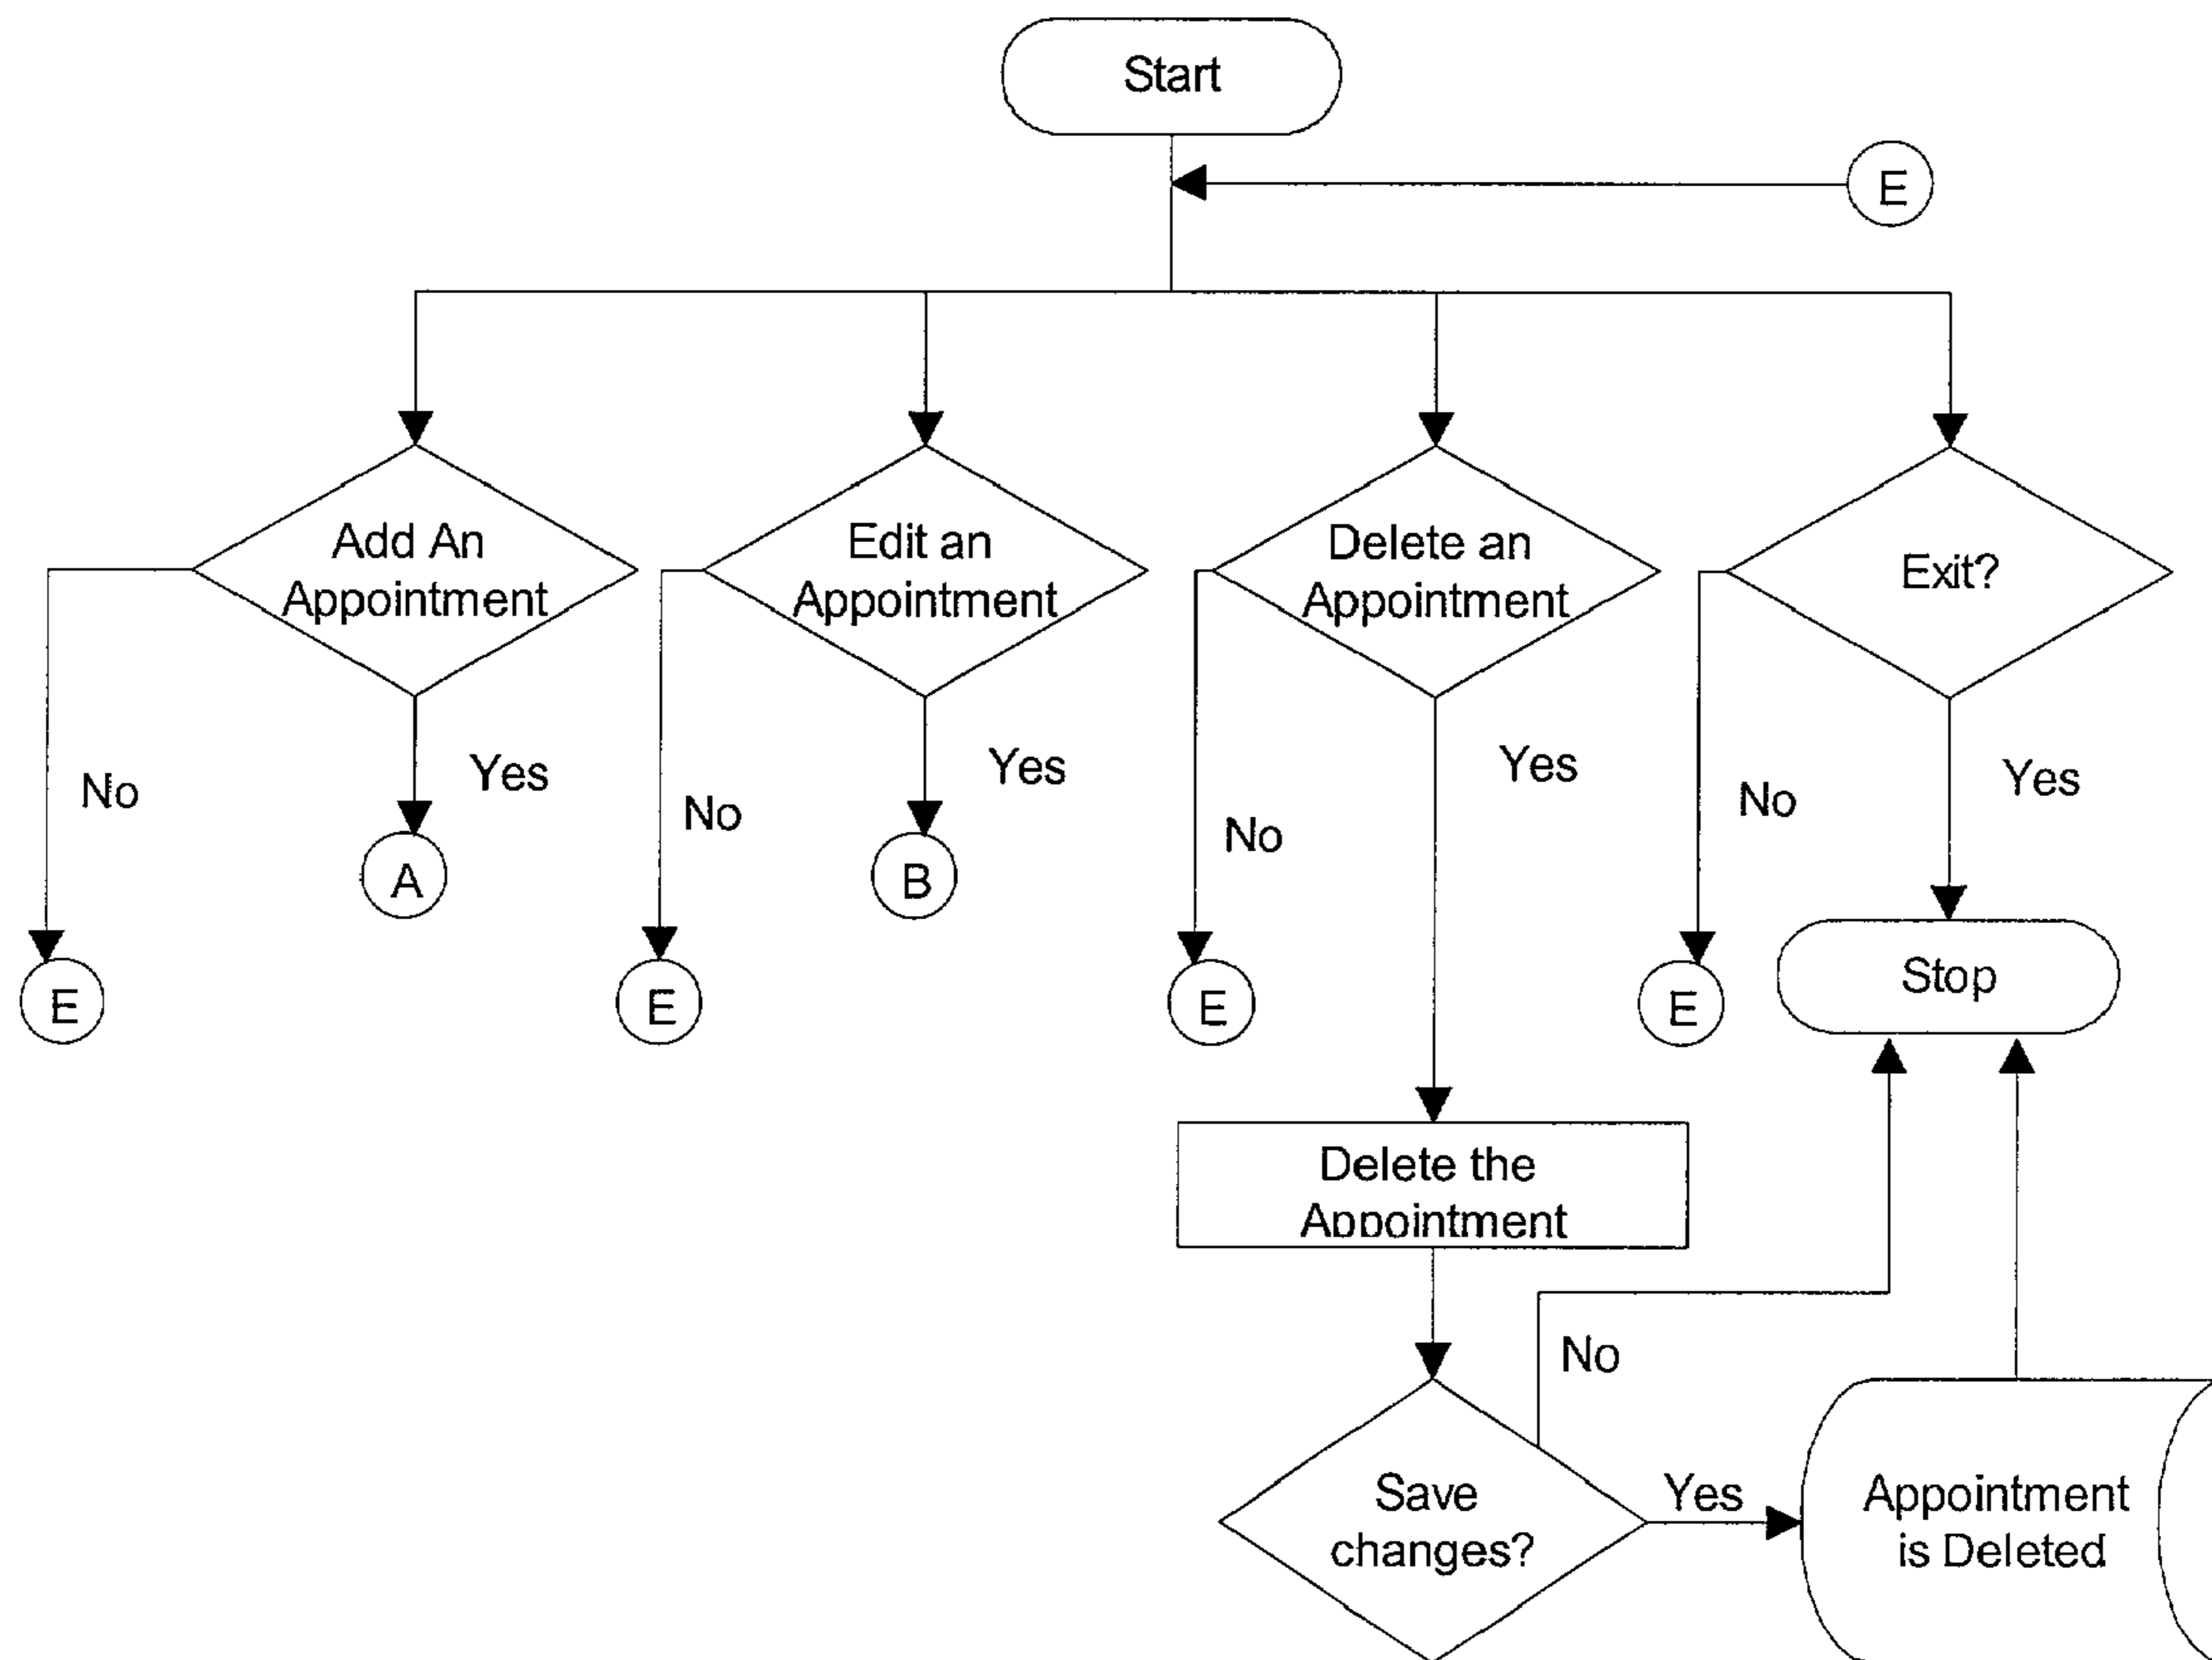 Start
E
Add An
Appointment
Edit an
Appointment
Delete an
Appointment
Exit?
No
Yes
No
Yes
No
Yes
No
Yes
A
B
E
E
E
E
Stop
Delete the
Appointment
No
Save
changes?
Yes
Appointment
is Deleted